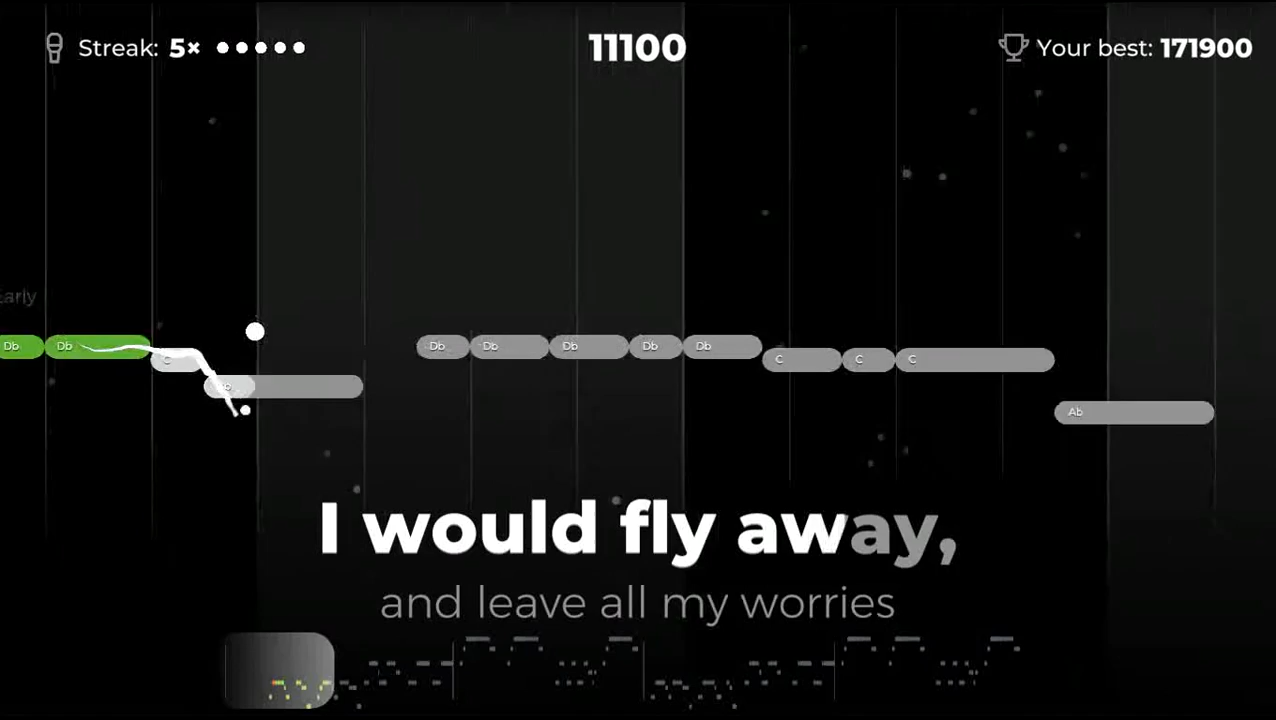 Streak: 5×
11100
Your best: 171900
Early
Db Db C Db Db Db Db Db C C C Ab
I would fly away,
and leave all my worries